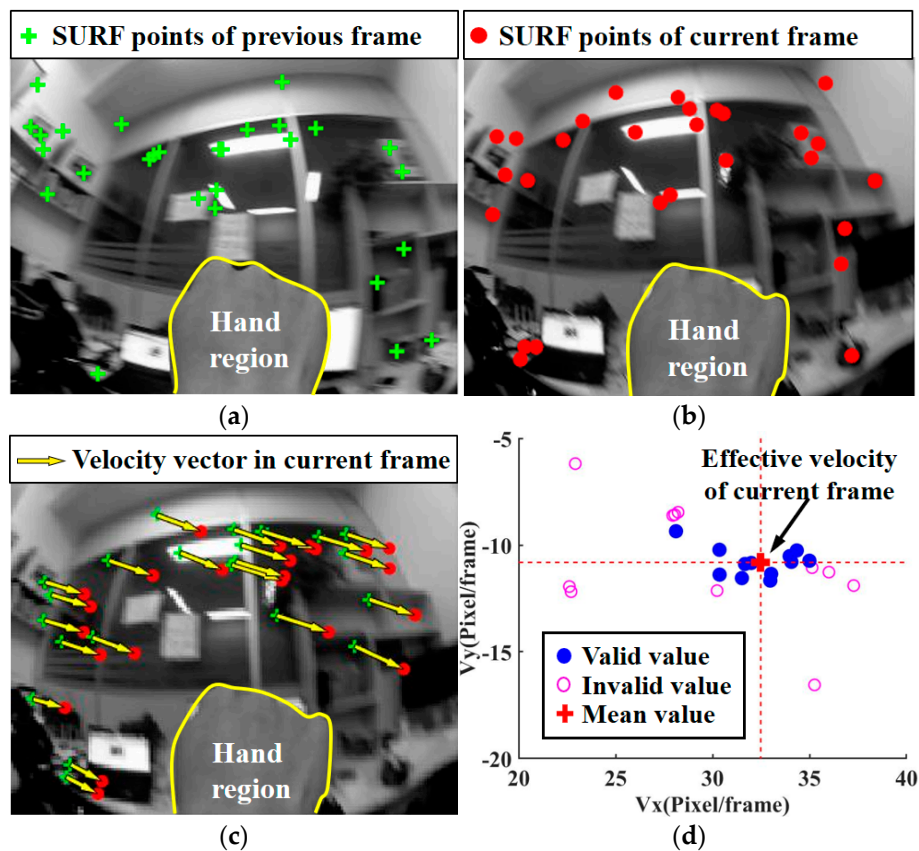 SURF points of previous frame
SURF points of current frame
Hand
region
Hand
region
(a)
(b)
Velocity vector in current frame
Hand
region
(c)
-5
-10
-15
-20
Vy(Pixel/frame)
Effective velocity
of current frame
Valid value
Invalid value
Mean value
20
25
30
35
40
Vx(Pixel/frame)
(d)